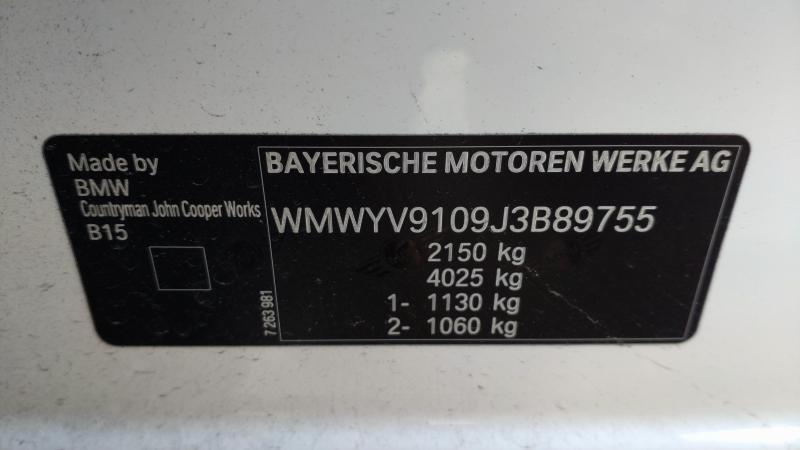 Made by
BMW
Countryman John Cooper Works
B15
7 263 981
BAYERISCHE MOTOREN WERKE AG
WMWYV9109J3B89755
2150 kg
4025 kg
1- 1130 kg
2- 1060 kg